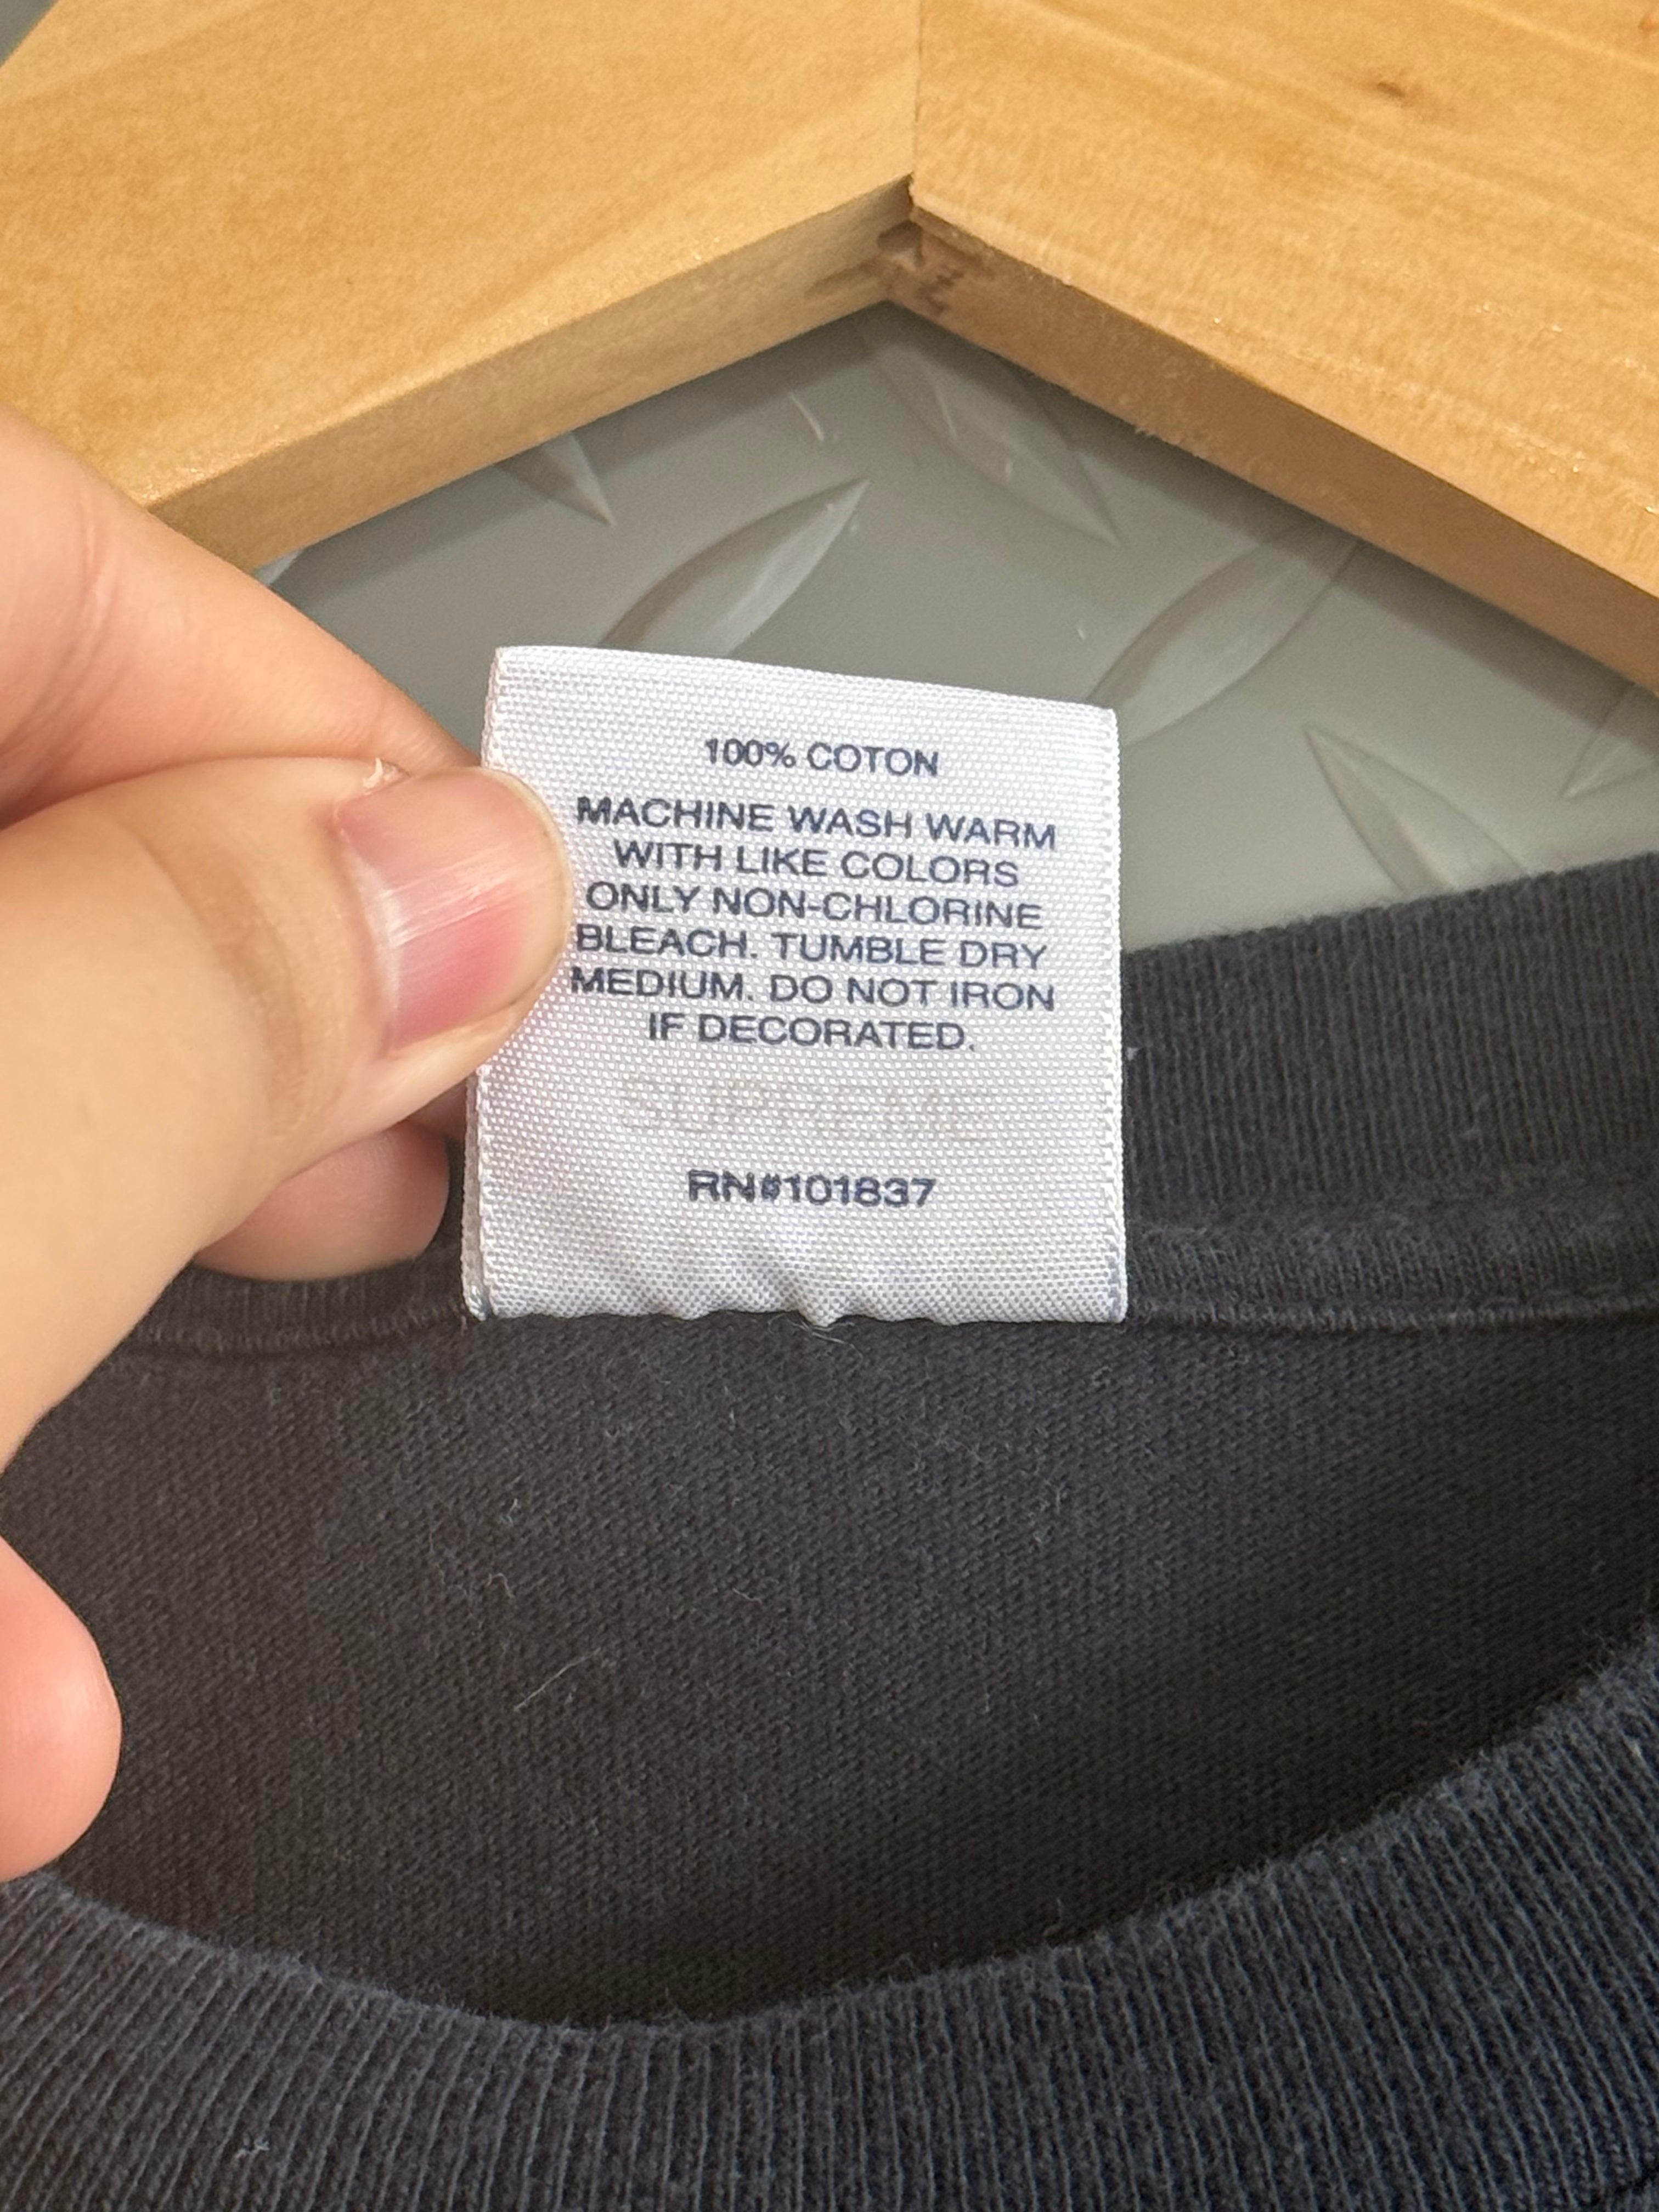 100% COTON
MACHINE WASH WARM
WITH LIKE COLORS
ONLY NON-CHLORINE
BLEACH. TUMBLE DRY
MEDIUM. DO NOT IRON
IF DECORATED.
SUPREME
RN#101837